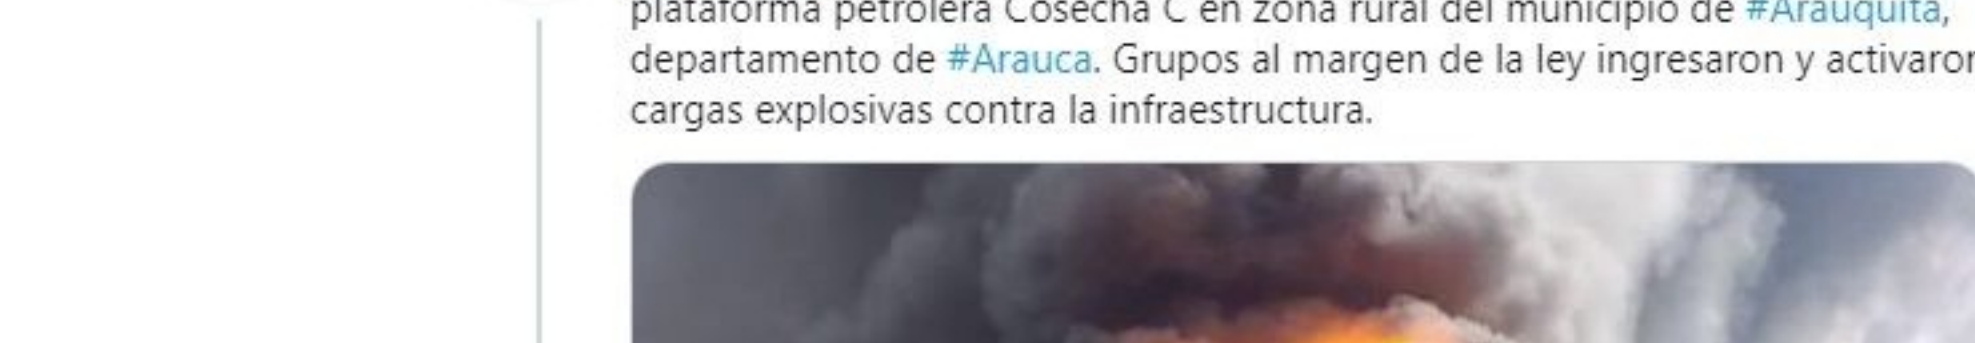 plataforma petrolera Cosecha C en zona rural del municipio de #Arauquita,
departamento de #Arauca. Grupos al margen de la ley ingresaron y activaron
cargas explosivas contra la infraestructura.